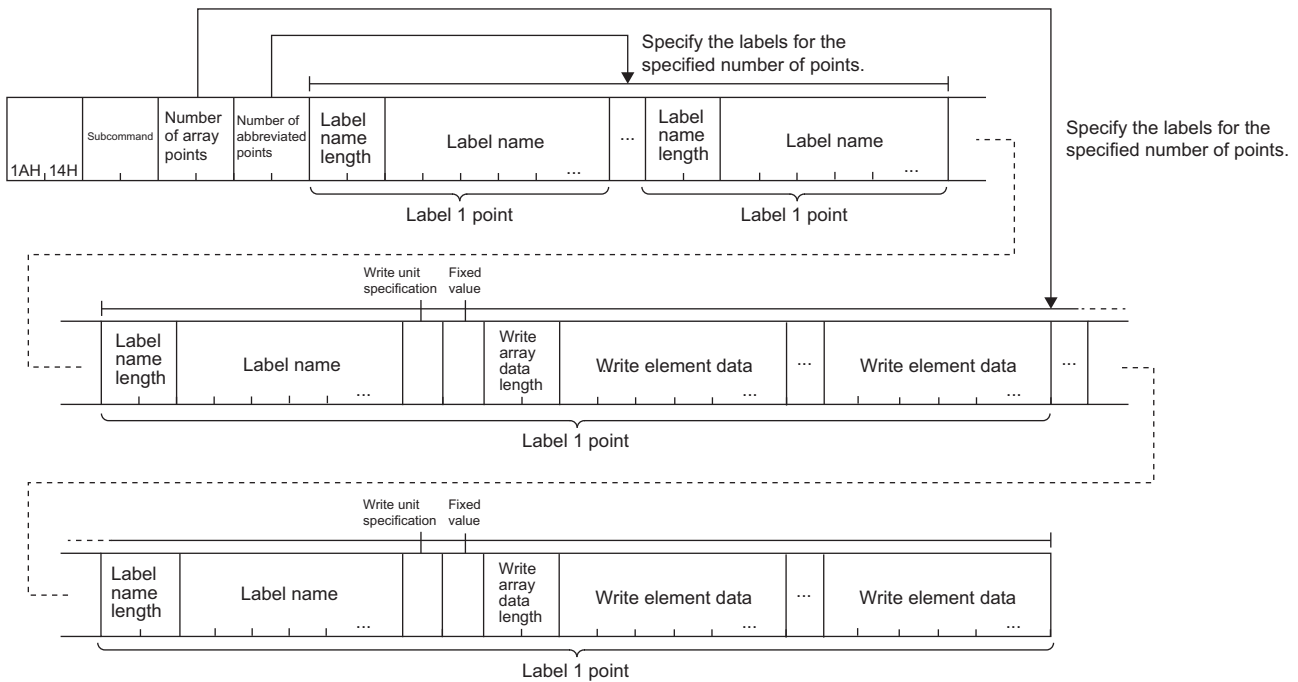 Specify the labels for the
specified number of points.
Specify the labels for the
specified number of points.
1AH 14H
Subcommand
Number
of array
points
Number of
abbreviated
points
Label
name
length
Label name
...
...
Label
name
length
Label name
...
Label 1 point
Label 1 point
Write unit
specification
Fixed
value
Label
name
length
Label name
...
Write
array
data
length
Write element data
...
...
Write element data
...
...
Label 1 point
Write unit
specification
Fixed
value
Label
name
length
Label name
...
Write
array
data
length
Write element data
...
...
Write element data
...
Label 1 point